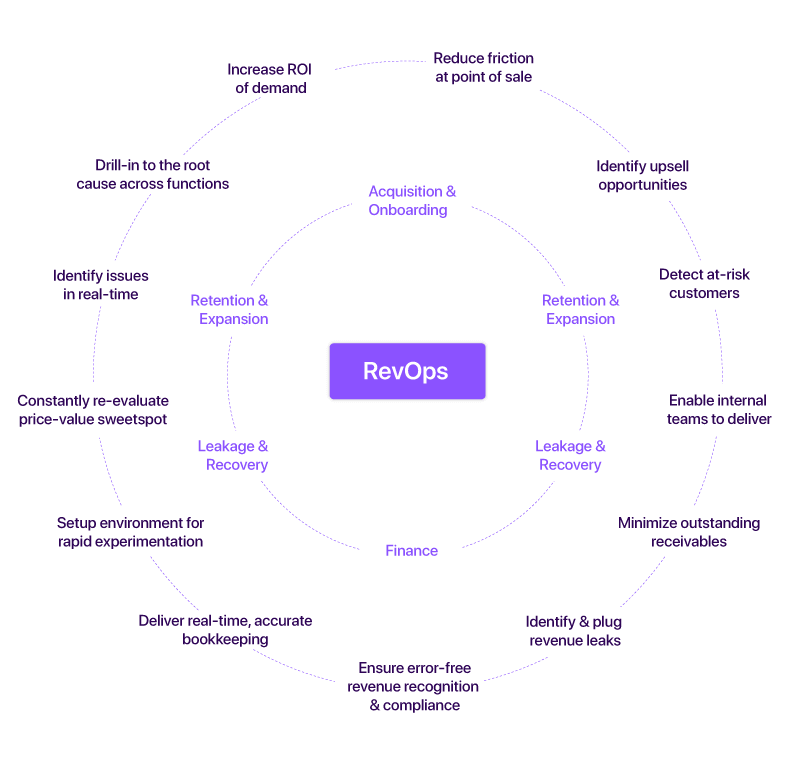 Increase ROI
of demand
Reduce friction
at point of sale
Drill-in to the root
cause across functions
Identify upsell
opportunities
Acquisition &
Onboarding
Identify issues
in real-time
Detect at-risk
customers
Retention &
Expansion
Retention &
Expansion
RevOps
Constantly re-evaluate
price-value sweetspot
Enable internal
teams to deliver
Leakage &
Recovery
Leakage &
Recovery
Setup environment for
rapid experimentation
Minimize outstanding
receivables
Finance
Deliver real-time, accurate
bookkeeping
Identify & plug
revenue leaks
Ensure error-free
revenue recognition
& compliance